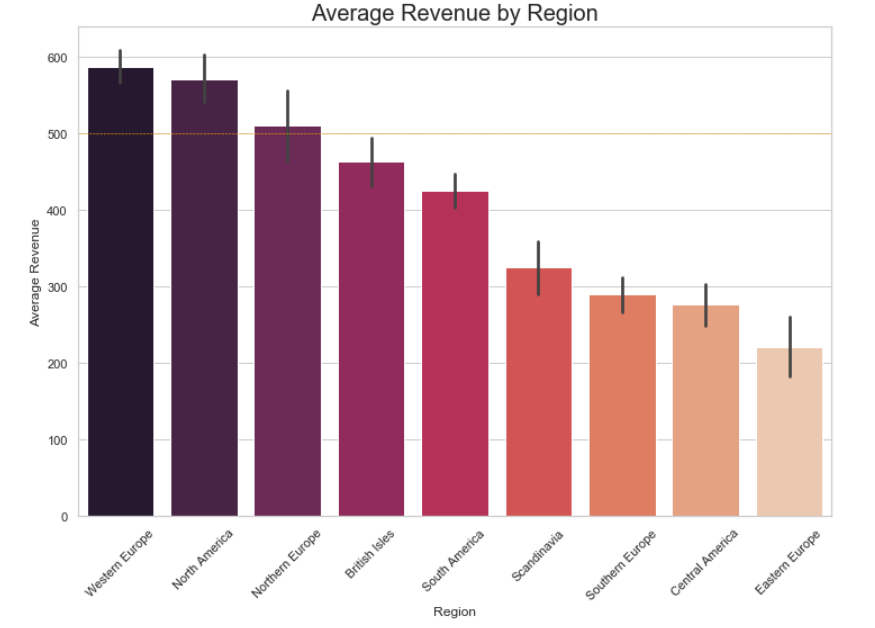 Average Revenue by Region
Average Revenue
600
500
400
300
200
100
0
Western Europe
North America
Northern Europe
British Isles
South America
Scandinavia
Southern Europe
Central America
Eastern Europe
Region